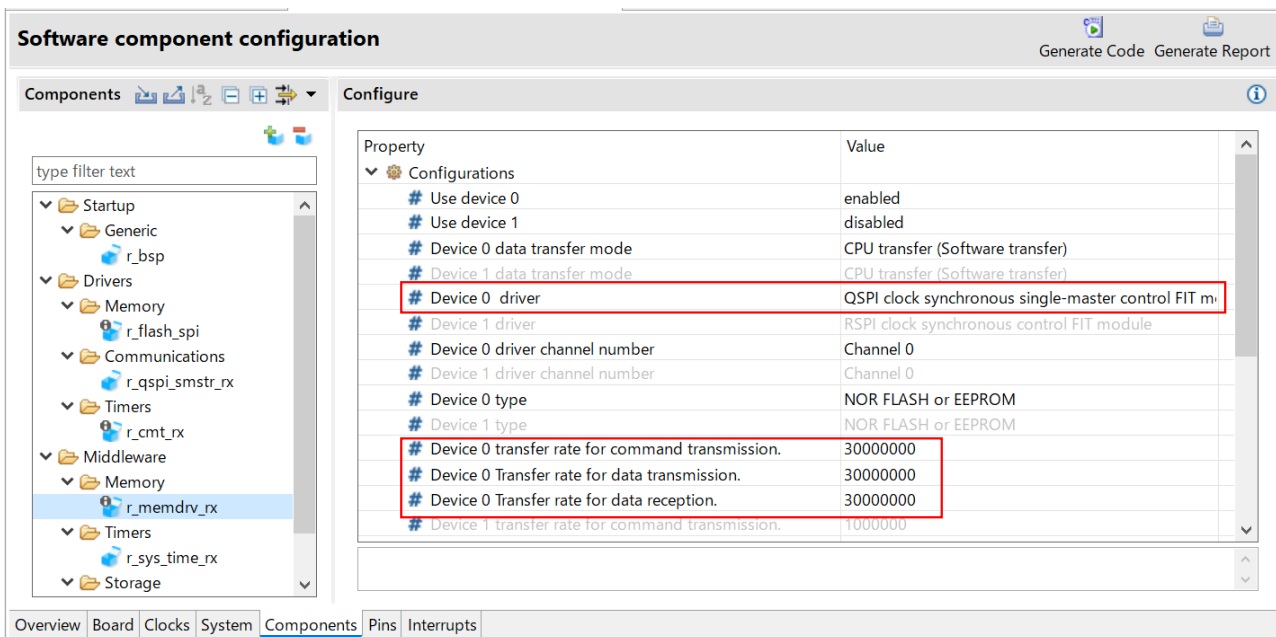 Software component configuration
Generate Code Generate Report
Components
Configure
type filter text
Startup
Generic
r_bsp
Drivers
Memory
r_flash_spi
Communications
r_qspi_smstr_rx
Timers
r_cmt_rx
Middleware
Memory
r_memdrv_rx
Timers
r_sys_time_rx
Storage
Property Value
Configurations
# Use device 0 enabled
# Use device 1 disabled
# Device 0 data transfer mode CPU transfer (Software transfer)
# Device 1 data transfer mode CPU transfer (Software transfer)
# Device 0  driver QSPI clock synchronous single-master control FIT m
# Device 1 driver RSPI clock synchronous control FIT module
# Device 0 driver channel number Channel 0
# Device 1 driver channel number Channel 0
# Device 0 type NOR FLASH or EEPROM
# Device 1 type NOR FLASH or EEPROM
# Device 0 transfer rate for command transmission. 30000000
# Device 0 Transfer rate for data transmission. 30000000
# Device 0 Transfer rate for data reception. 30000000
# Device 1 transfer rate for command transmission. 1000000
Overview Board Clocks System Components Pins Interrupts